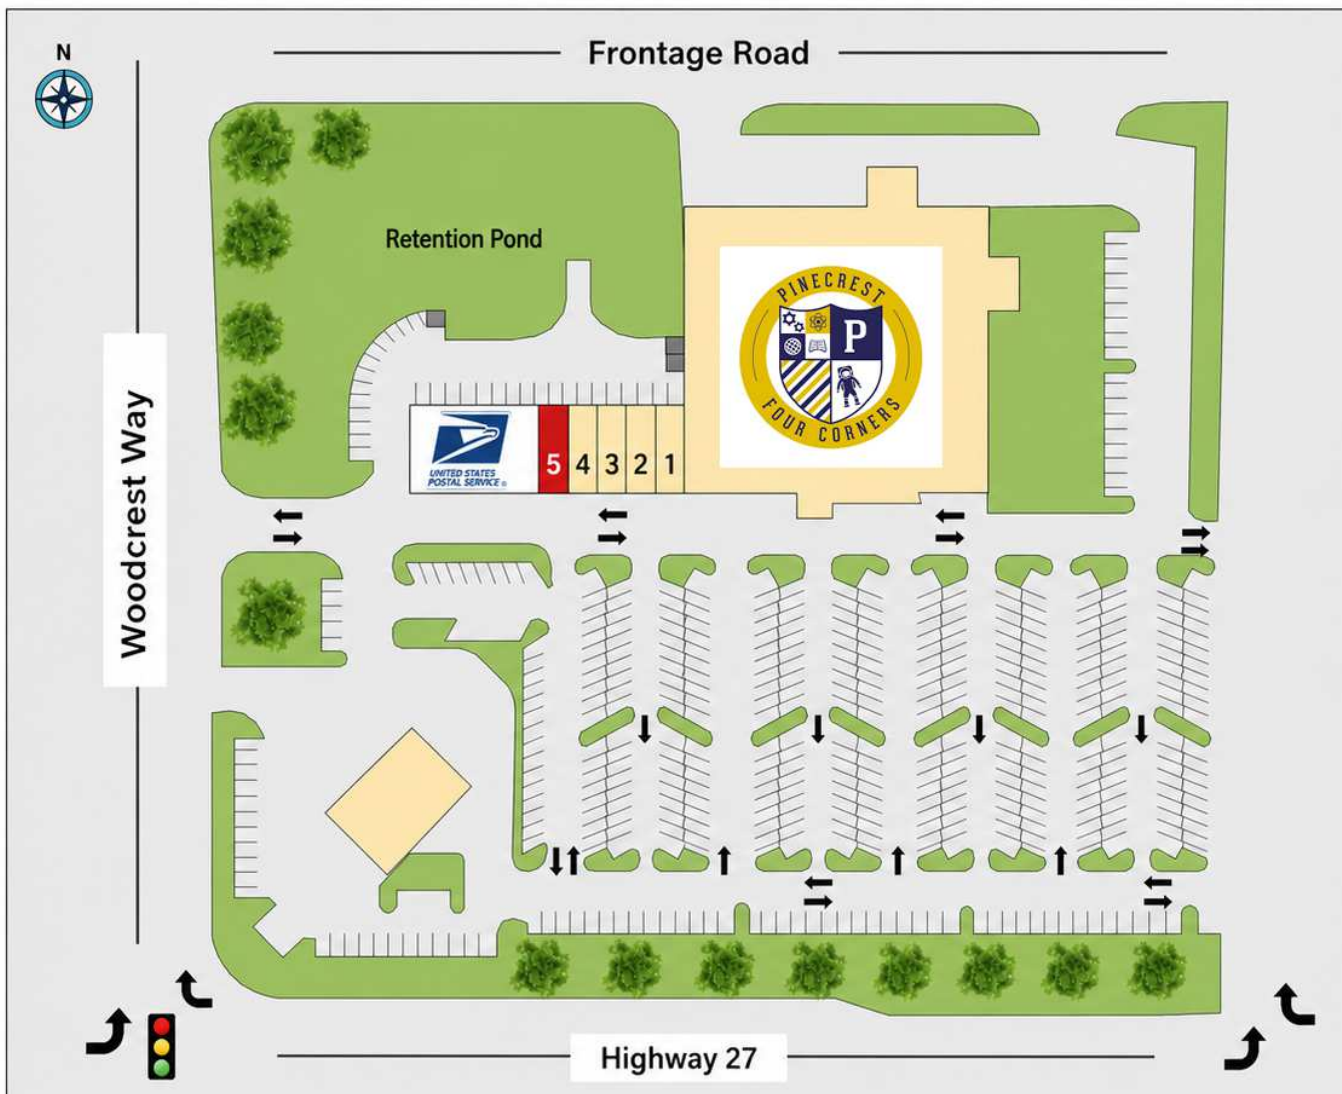 N
Frontage Road
Retention Pond
PINECREST
P
FOUR CORNERS
UNITED STATES
POSTAL SERVICE ®
5 4 3 2 1
Woodcrest Way
Highway 27